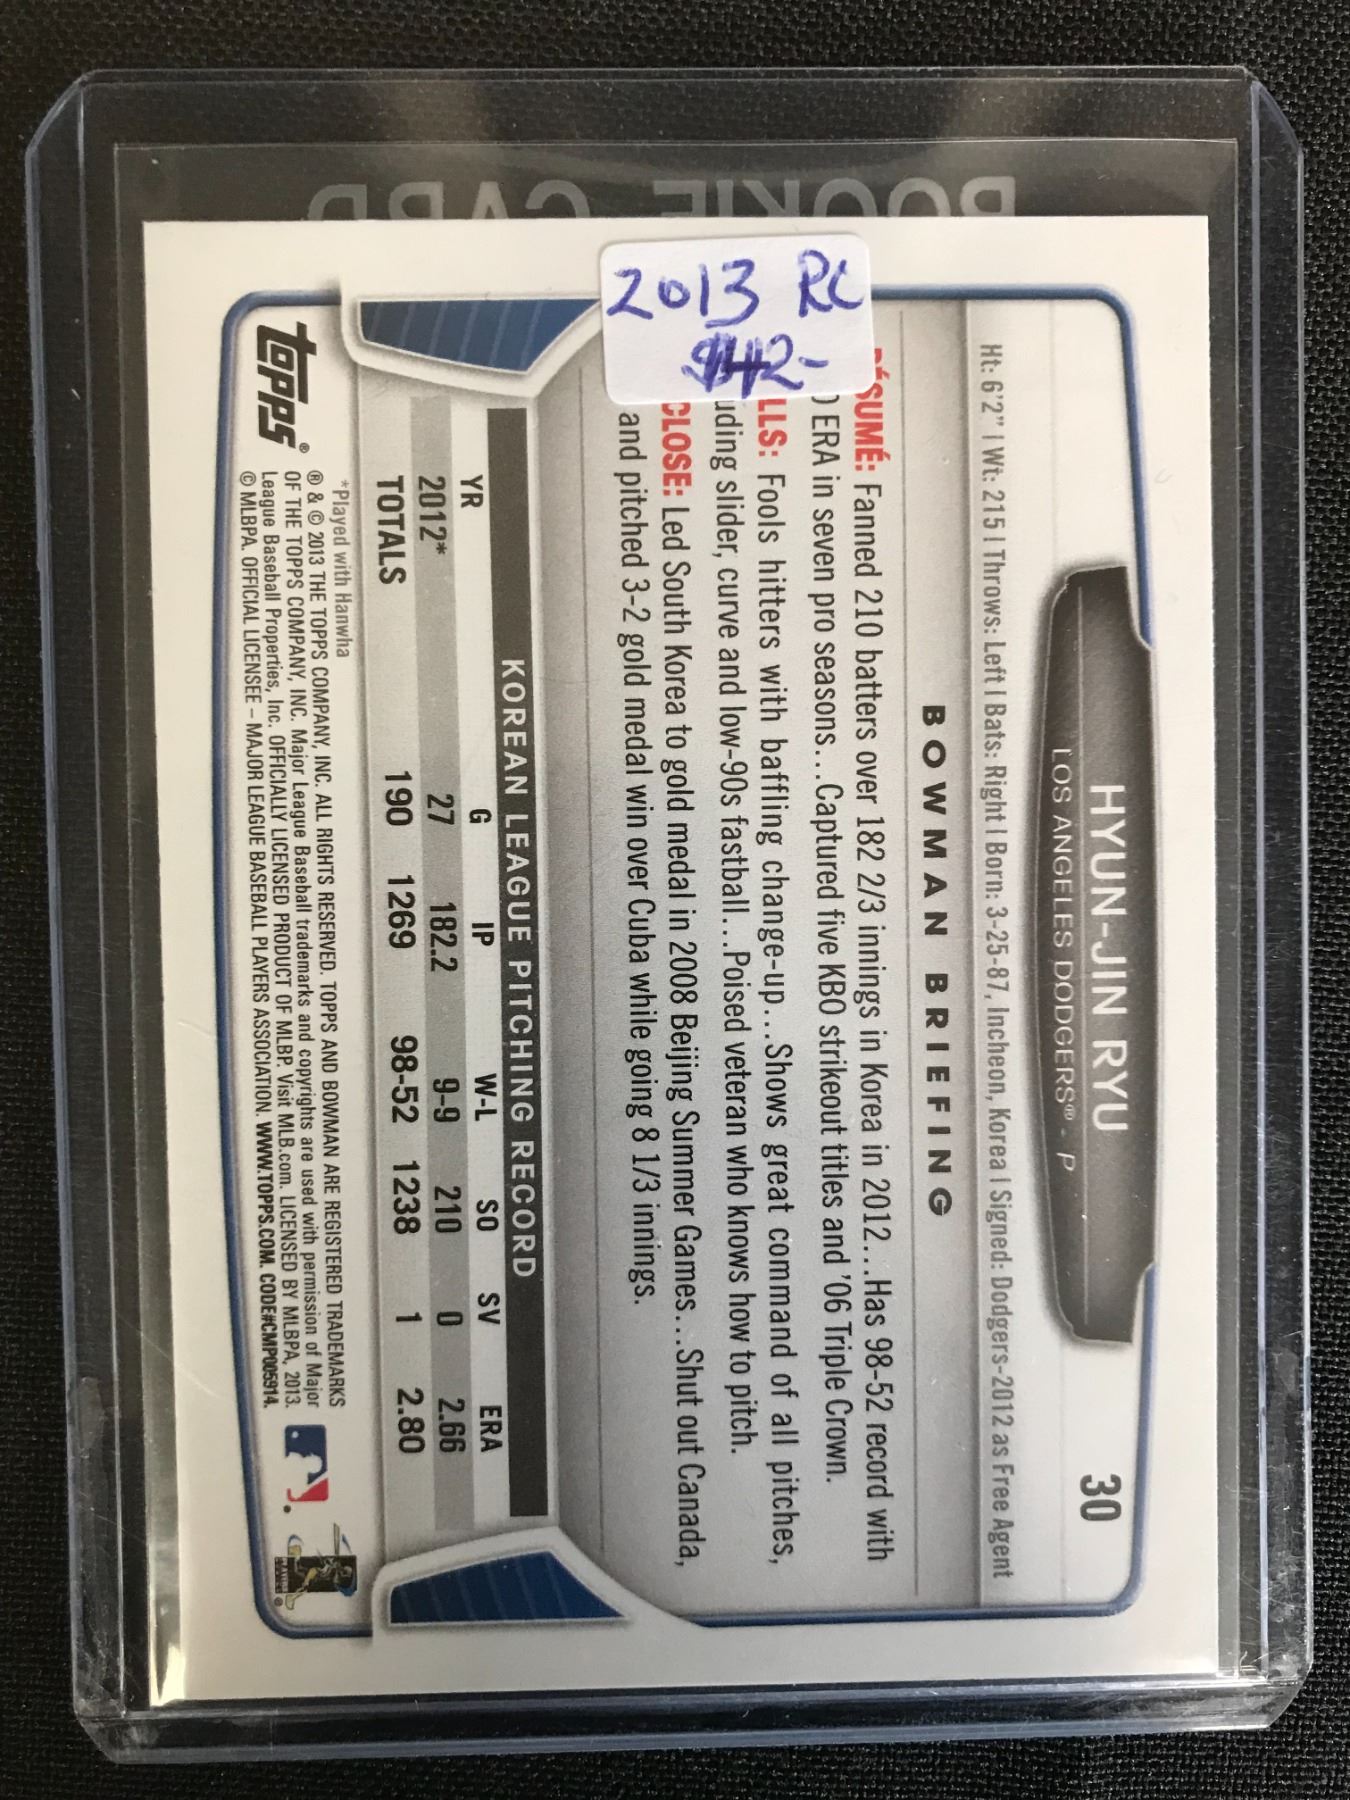 ROOKIE CARD
2013 RC
$42-
30
HYUN-JIN RYU
LOS ANGELES DODGERS® - P
Ht: 6'2" | Wt: 215 | Throws: Left | Bats: Right | Born: 3-25-87, Incheon, Korea | Signed: Dodgers-2012 as Free Agent
BOWMAN BRIEFING
ÉSUMÉ: Fanned 210 batters over 182 2/3 innings in Korea in 2012...Has 98-52 record with
0 ERA in seven pro seasons...Captured five KBO strikeout titles and '06 Triple Crown.
LLS: Fools hitters with baffling change-up...Shows great command of all pitches,
uding slider, curve and low-90s fastball...Poised veteran who knows how to pitch.
CLOSE: Led South Korea to gold medal in 2008 Beijing Summer Games...Shut out Canada,
and pitched 3-2 gold medal win over Cuba while going 8 1/3 innings.
KOREAN LEAGUE PITCHING RECORD
YR G IP W-L SO SV ERA
2012* 27 182.2 9-9 210 0 2.66
TOTALS 190 1269 98-52 1238 1 2.80
*Played with Hanwha
® & © 2013 THE TOPPS COMPANY, INC. ALL RIGHTS RESERVED. TOPPS AND BOWMAN ARE REGISTERED TRADEMARKS
OF THE TOPPS COMPANY, INC. Major League Baseball trademarks and copyrights are used with permission of Major
League Baseball Properties, Inc. OFFICIALLY LICENSED PRODUCT OF MLBP. Visit MLB.com. LICENSED BY MLBPA, 2013.
© MLBPA. OFFICIAL LICENSEE – MAJOR LEAGUE BASEBALL PLAYERS ASSOCIATION. WWW.TOPPS.COM. CODE#CMP005914.
topps®